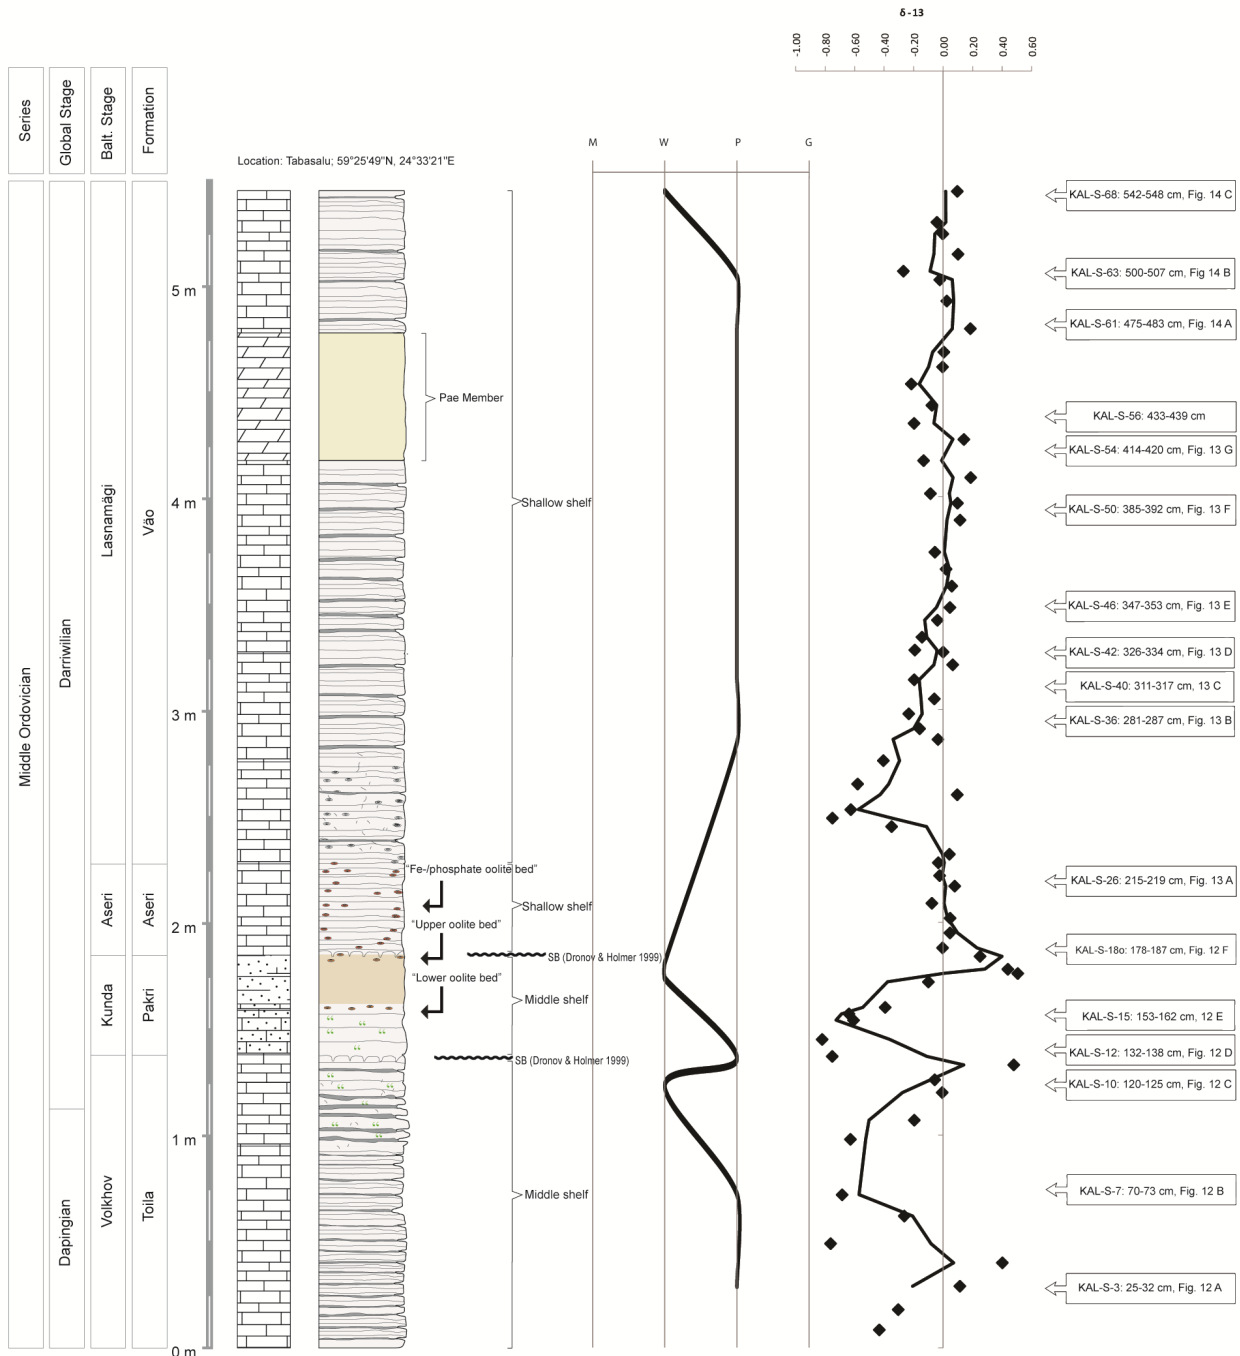 δ -13
-1.00
-0.80
-0.60
-0.40
-0.20
0.00
0.20
0.40
0.60
Series
Global Stage
Balt. Stage
Formation
M
W
P
G
Location: Tabasalu; 59°25'49"N, 24°33'21"E
Middle Ordovician
Darriwilian
Dapingian
Lasnamägi
Aseri
Kunda
Volkhov
Väo
Aseri
Pakri
Toila
5 m
4 m
3 m
2 m
1 m
0 m
Pae Member
Shallow shelf
"Fe-/phosphate oolite bed"
Shallow shelf
"Upper oolite bed"
SB (Dronov & Holmer 1999)
"Lower oolite bed"
Middle shelf
SB (Dronov & Holmer 1999)
Middle shelf
KAL-S-68: 542-548 cm, Fig. 14 C
KAL-S-63: 500-507 cm, Fig 14 B
KAL-S-61: 475-483 cm, Fig. 14 A
KAL-S-56: 433-439 cm
KAL-S-54: 414-420 cm, Fig. 13 G
KAL-S-50: 385-392 cm, Fig. 13 F
KAL-S-46: 347-353 cm, Fig. 13 E
KAL-S-42: 326-334 cm, Fig. 13 D
KAL-S-40: 311-317 cm, 13 C
KAL-S-36: 281-287 cm, Fig. 13 B
KAL-S-26: 215-219 cm, Fig. 13 A
KAL-S-18o: 178-187 cm, Fig. 12 F
KAL-S-15: 153-162 cm, 12 E
KAL-S-12: 132-138 cm, Fig. 12 D
KAL-S-10: 120-125 cm, Fig. 12 C
KAL-S-7: 70-73 cm, Fig. 12 B
KAL-S-3: 25-32 cm, Fig. 12 A